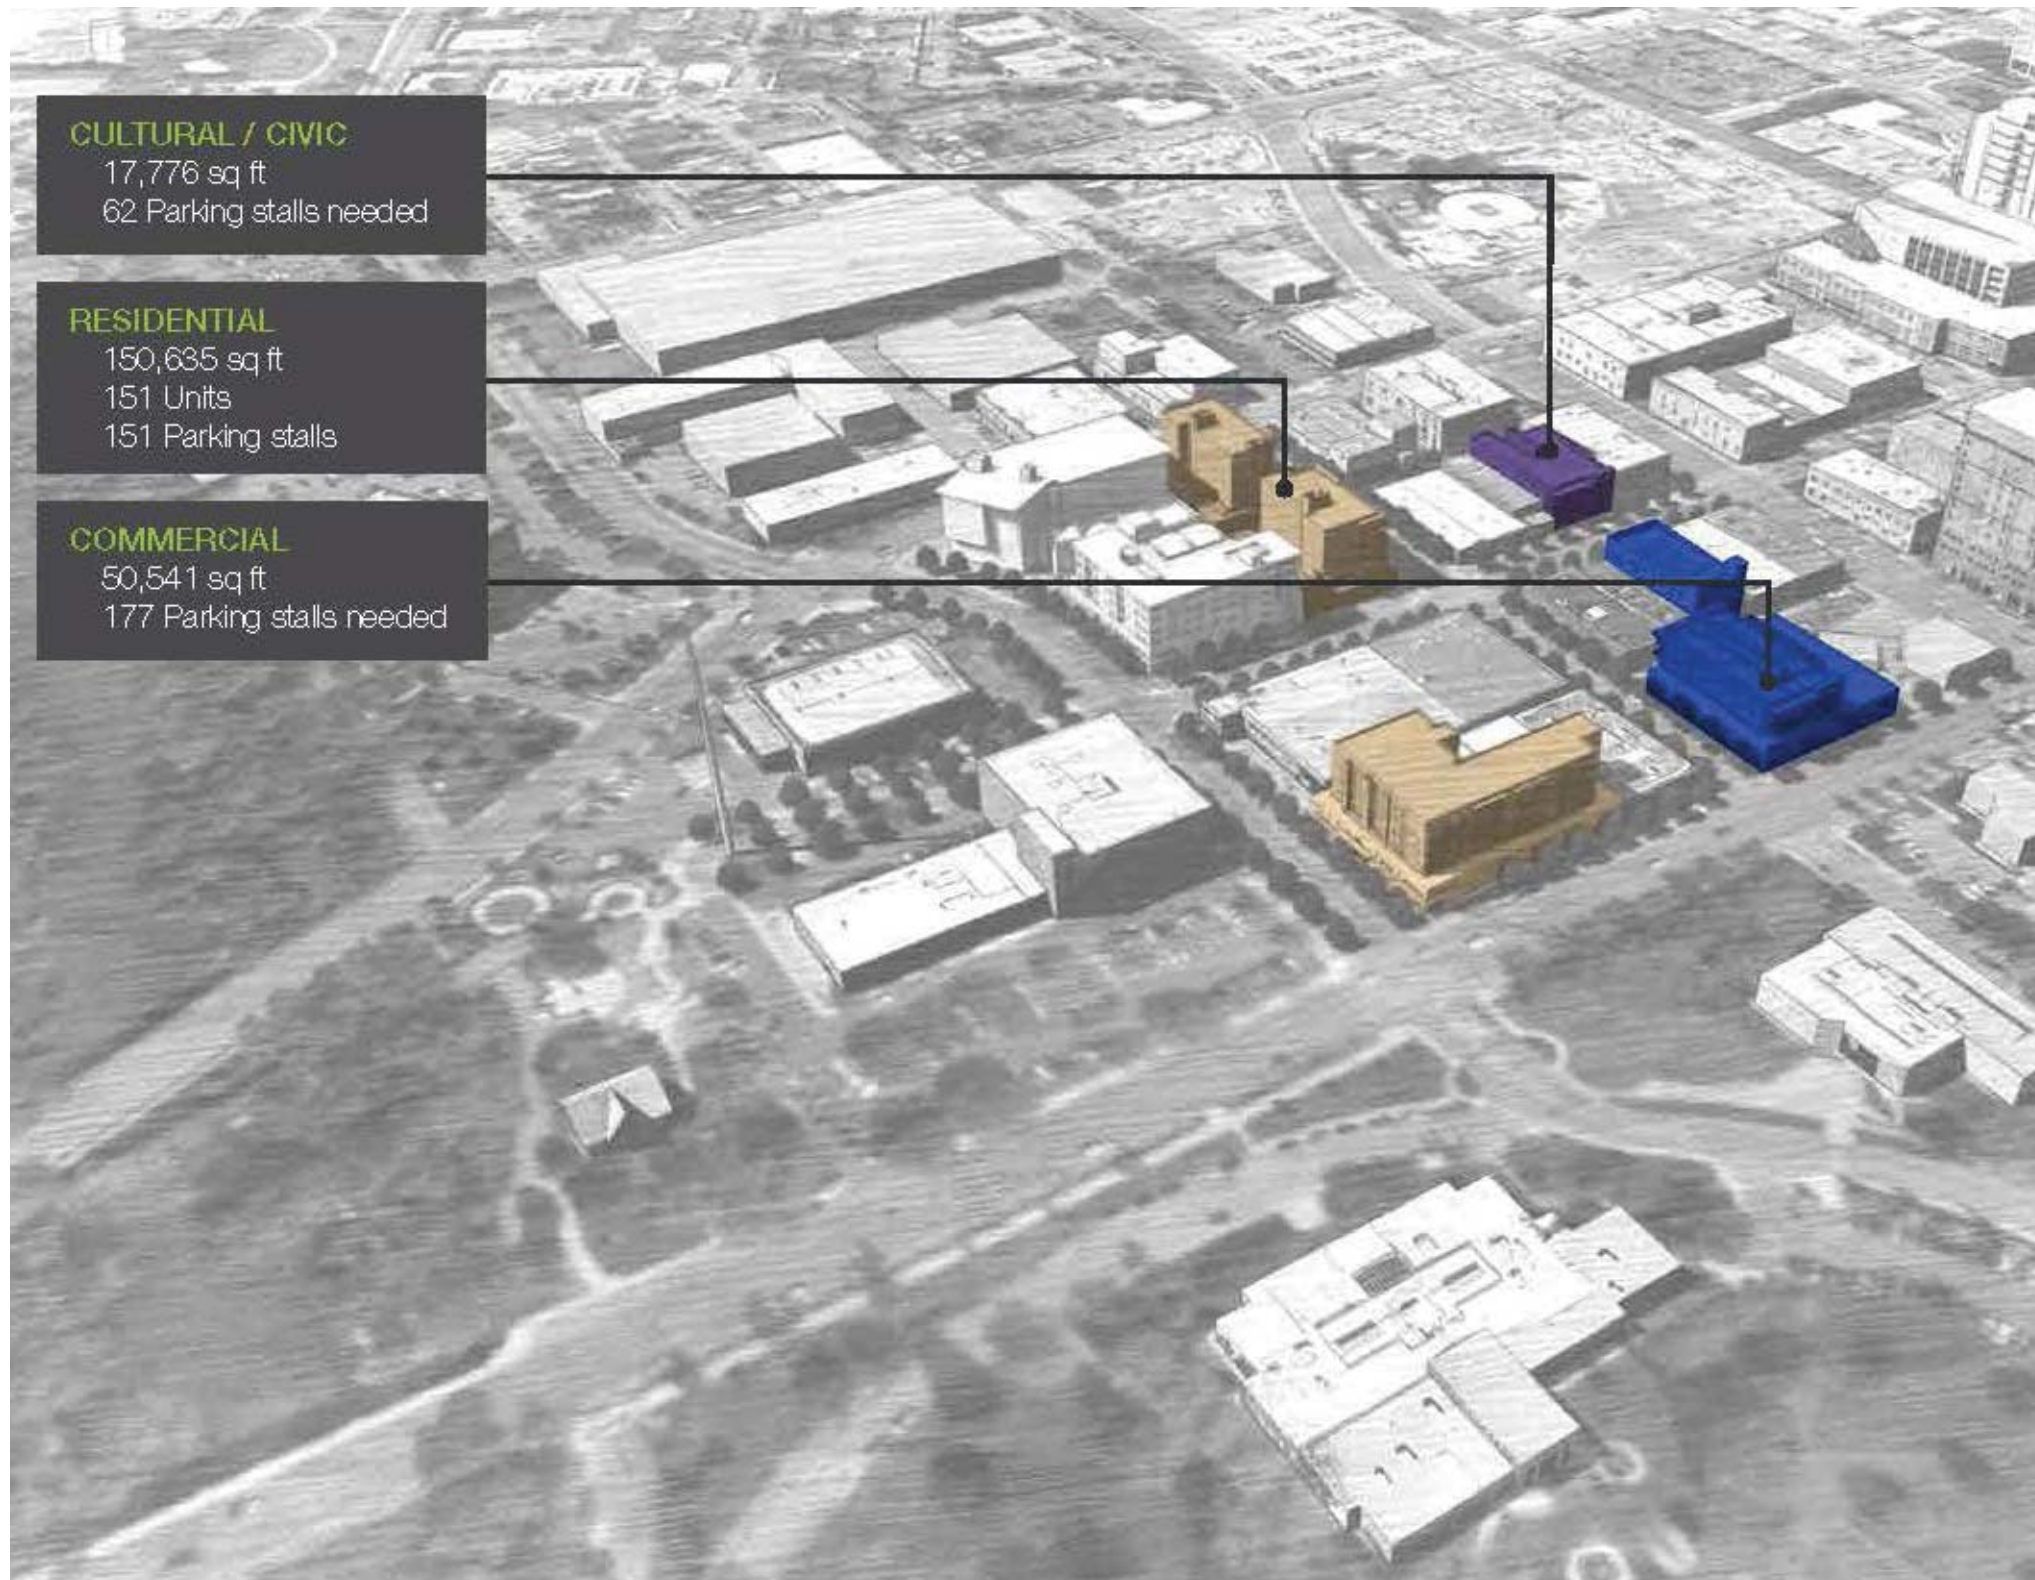 CULTURAL / CIVIC
17,776 sq ft
62 Parking stalls needed
RESIDENTIAL
150,635 sq ft
151 Units
151 Parking stalls
COMMERCIAL
50,541 sq ft
177 Parking stalls needed